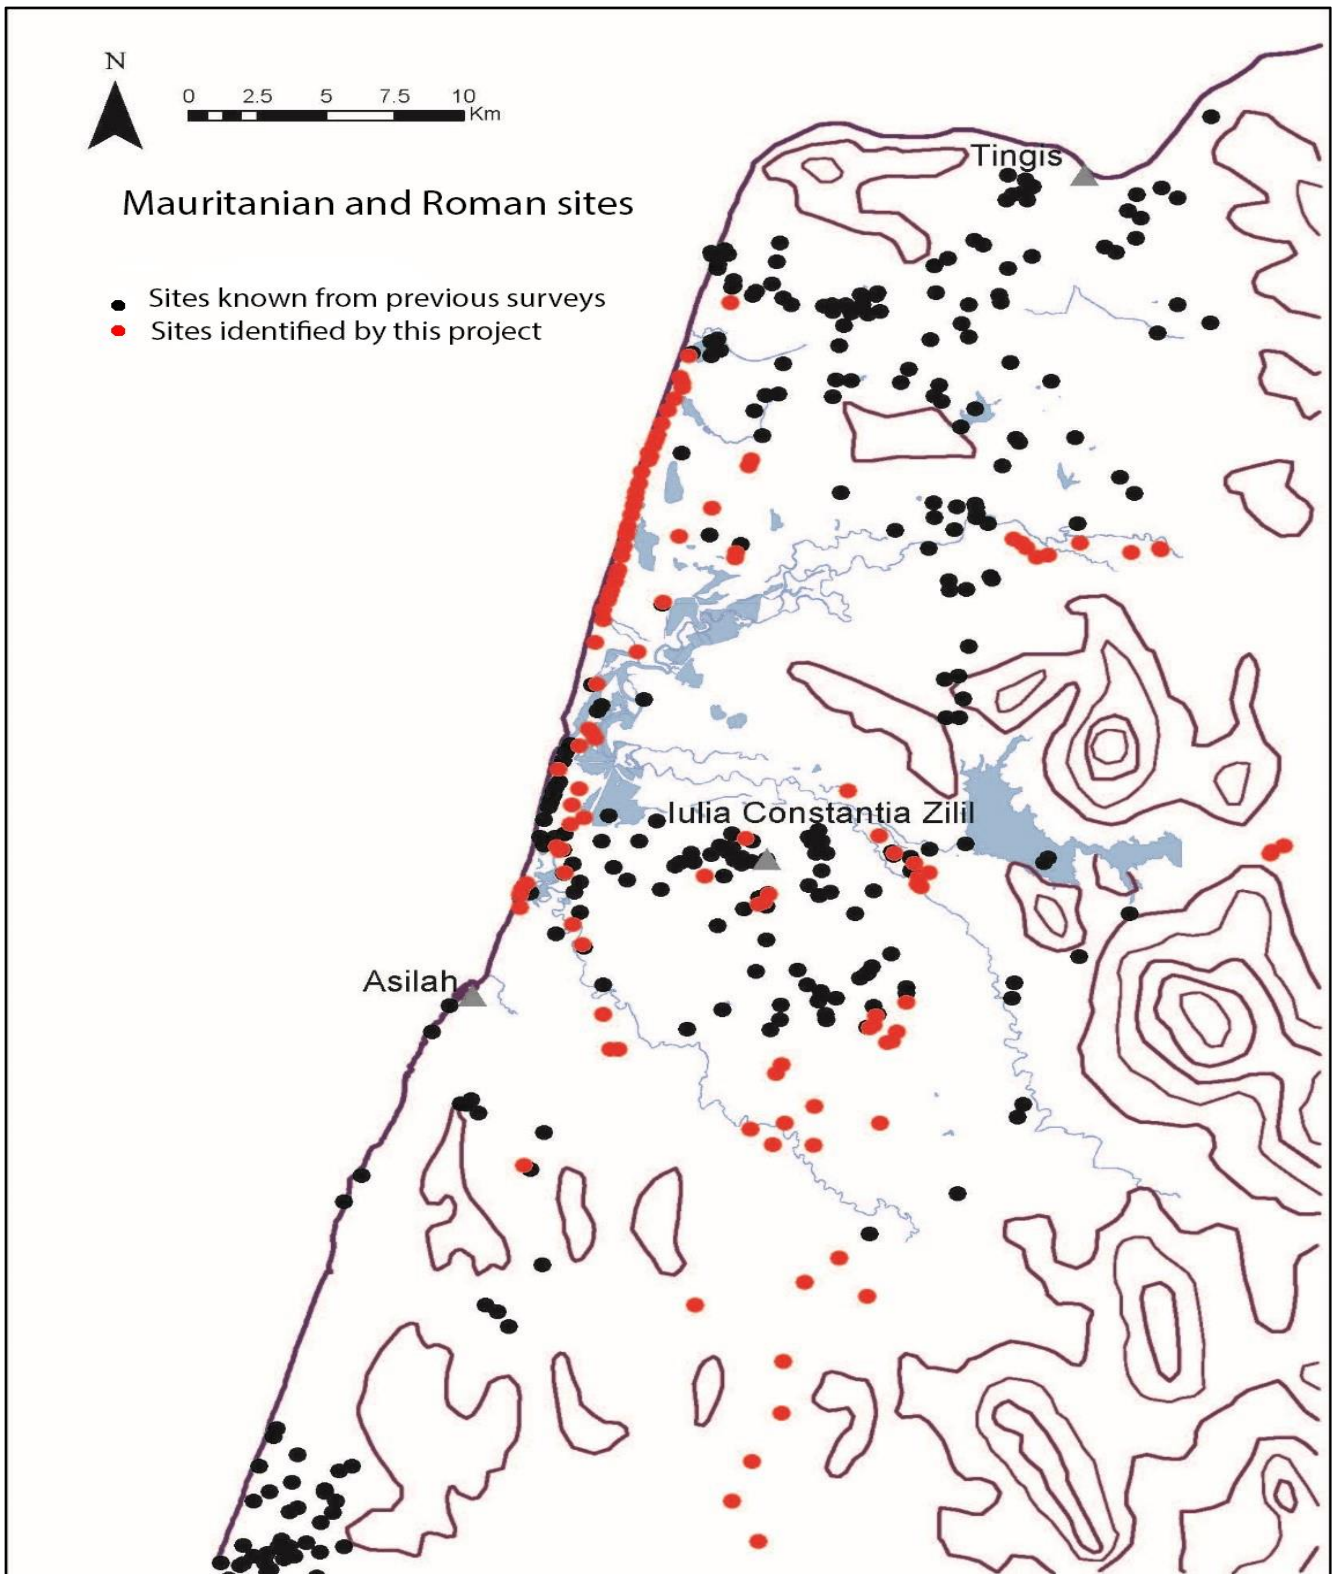 N
0 2.5 5 7.5 10
Km
Mauritanian and Roman sites
Sites known from previous surveys
Sites identified by this project
Tingis
Iulia Constantia Zilil
Asilah